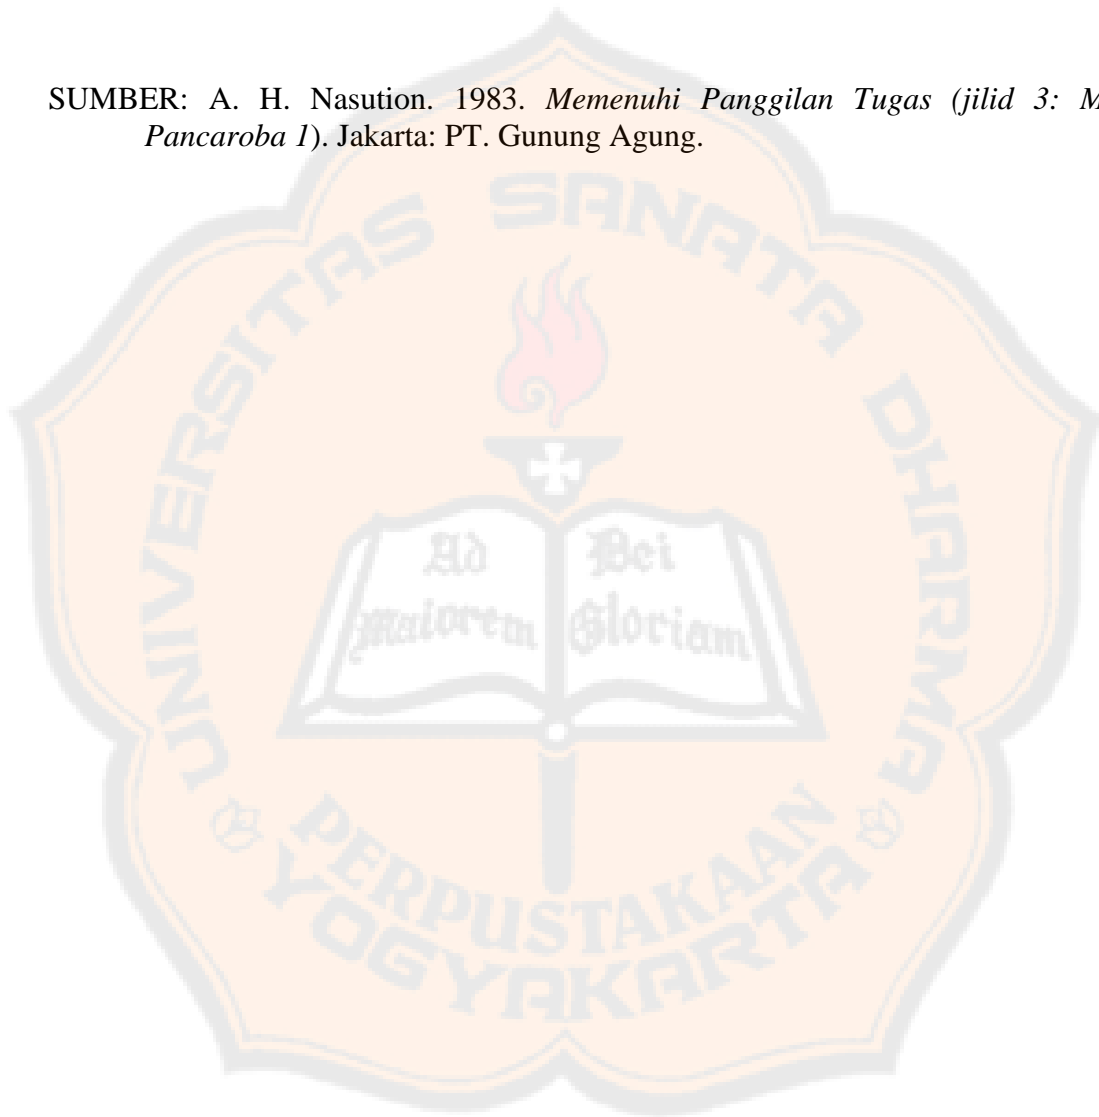 SUMBER: A. H. Nasution. 1983. Memenuhi Panggilan Tugas (jilid 3: M
Pancaroba 1). Jakarta: PT. Gunung Agung.
UNIVERSITAS SANATA DHARMA
Ad Dei
Maiorem Gloriam
PERPUSTAKAAN
YOGYAKARTA